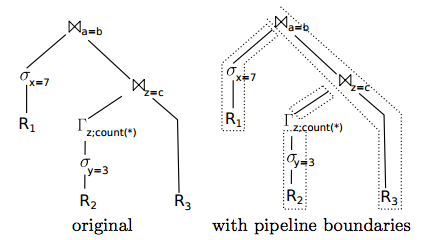 ⋈a=b
σx=7
⋈z=c
R1
Γz;count(*)
σy=3
R2
R3
original
⋈a=b
σx=7
⋈z=c
R1
Γz;count(*)
σy=3
R2
R3
with pipeline boundaries